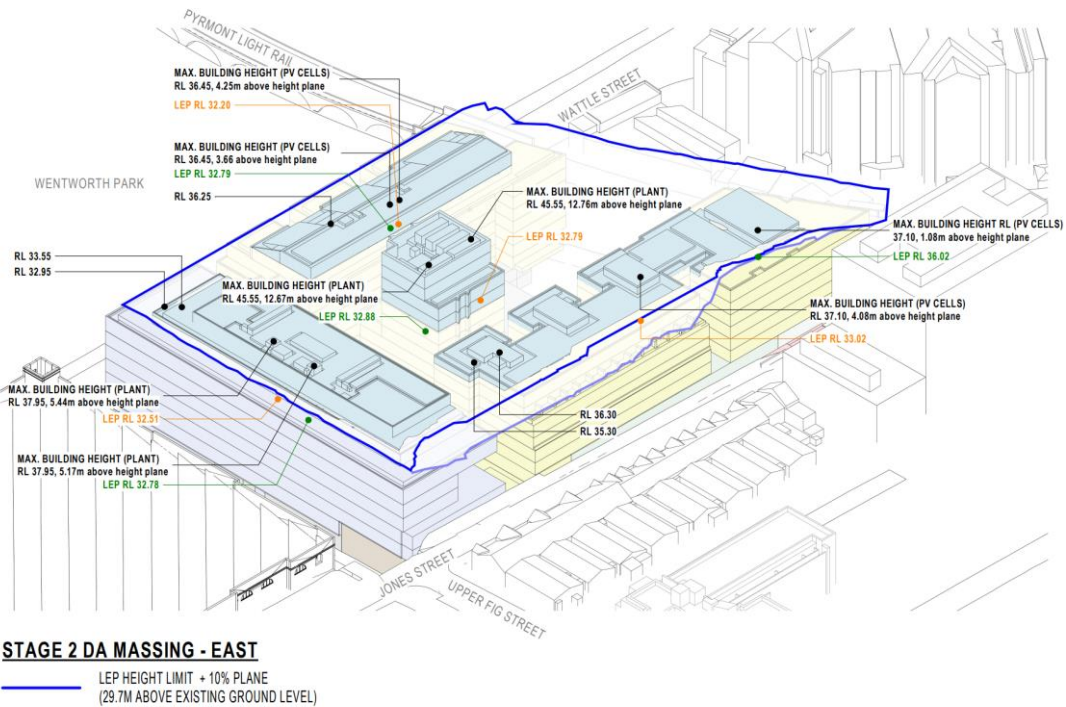 PYRMONT LIGHT RAIL
MAX. BUILDING HEIGHT (PV CELLS)
RL 36.45, 4.25m above height plane
LEP RL 32.20
WATTLE STREET
MAX. BUILDING HEIGHT (PV CELLS)
RL 36.45, 3.66 above height plane
LEP RL 32.79
WENTWORTH PARK
RL 36.25
MAX. BUILDING HEIGHT (PLANT)
RL 45.55, 12.76m above height plane
LEP RL 32.79
MAX. BUILDING HEIGHT RL (PV CELLS)
37.10, 1.08m above height plane
LEP RL 36.02
RL 33.55
RL 32.95
MAX. BUILDING HEIGHT (PLANT)
RL 45.55, 12.67m above height plane
LEP RL 32.88
MAX. BUILDING HEIGHT (PV CELLS)
RL 37.10, 4.08m above height plane
LEP RL 33.02
MAX. BUILDING HEIGHT (PLANT)
RL 37.95, 5.44m above height plane
LEP RL 32.51
RL 36.30
RL 35.30
MAX. BUILDING HEIGHT (PLANT)
RL 37.95, 5.17m above height plane
LEP RL 32.78
JONES STREET
UPPER FIG STREET
STAGE 2 DA MASSING - EAST
LEP HEIGHT LIMIT + 10% PLANE
(29.7M ABOVE EXISTING GROUND LEVEL)